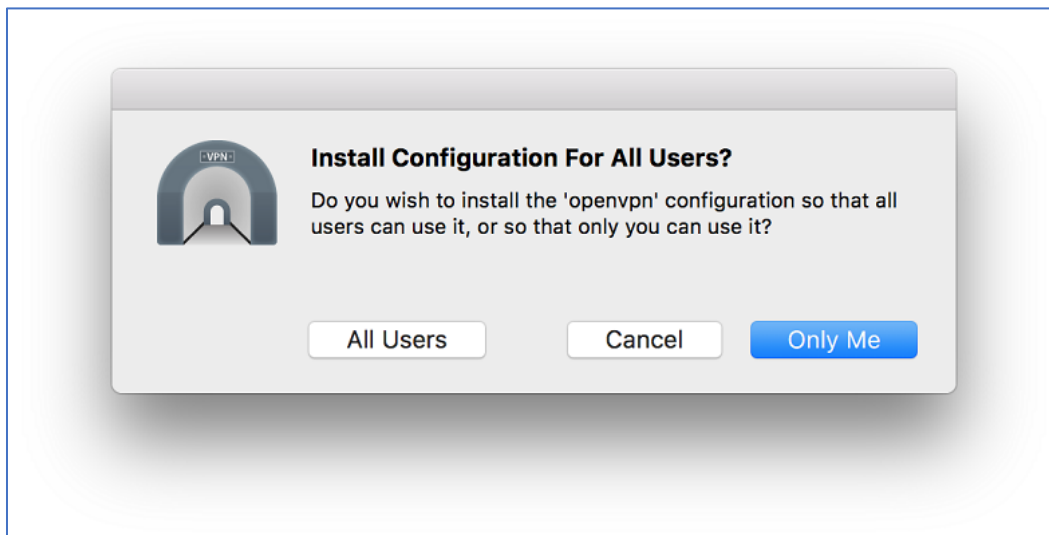 ·VPN·
Install Configuration For All Users?
Do you wish to install the 'openvpn' configuration so that all
users can use it, or so that only you can use it?
All Users
Cancel
Only Me